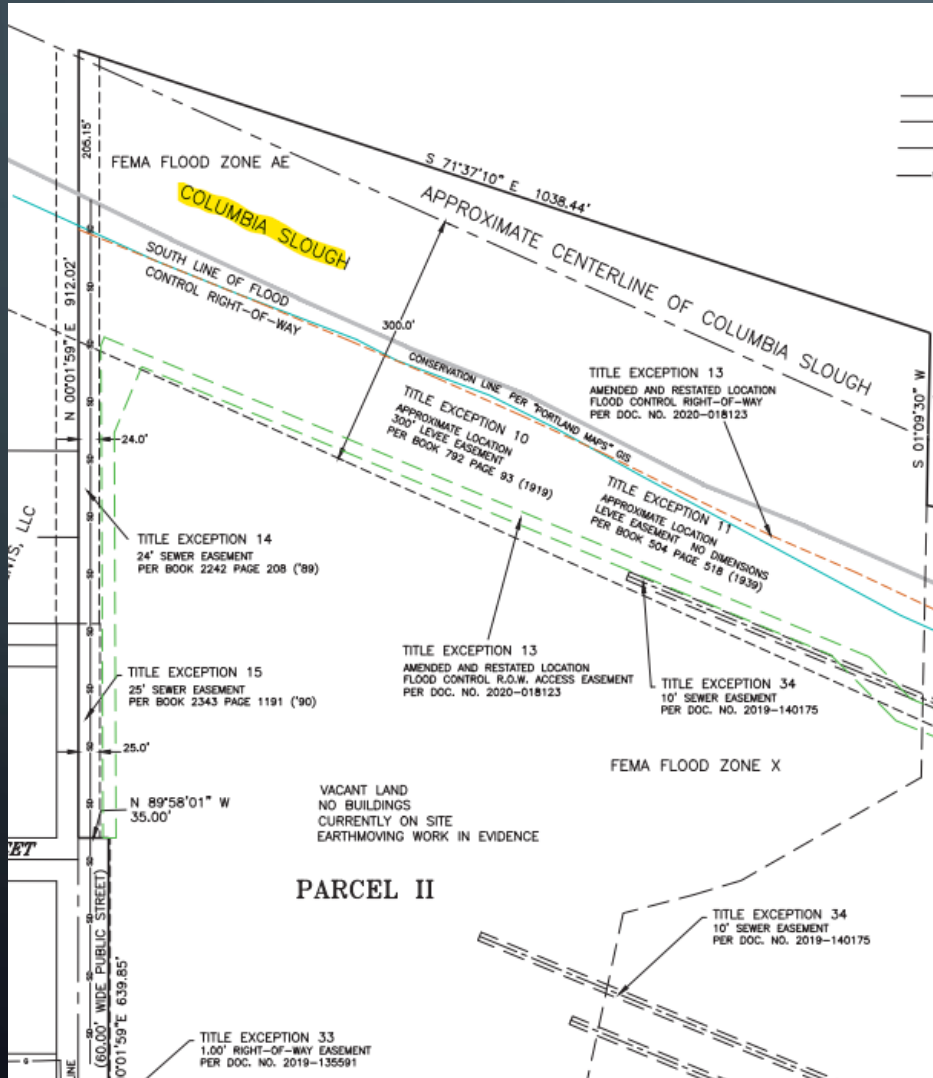 205.15'
FEMA FLOOD ZONE AE
COLUMBIA SLOUGH
S 71°37'10" E 1038.44'
APPROXIMATE CENTERLINE OF COLUMBIA SLOUGH
SOUTH LINE OF FLOOD
CONTROL RIGHT-OF-WAY
N 00°01'59" E 912.02'
300.0'
CONSERVATION LINE PER "PORTLAND MAPS" GIS
TITLE EXCEPTION 13
AMENDED AND RESTATED LOCATION
FLOOD CONTROL RIGHT-OF-WAY
PER DOC. NO. 2020-018123
S 01°09'30" W
TITLE EXCEPTION 10
APPROXIMATE LOCATION
300' LEVEE EASEMENT
PER BOOK 792 PAGE 93 (1919)
24.0'
TITLE EXCEPTION 11
APPROXIMATE LOCATION
LEVEE EASEMENT NO DIMENSIONS
PER BOOK 504 PAGE 518 (1939)
LLC
TITLE EXCEPTION 14
24' SEWER EASEMENT
PER BOOK 2242 PAGE 208 ('89)
TITLE EXCEPTION 13
AMENDED AND RESTATED LOCATION
FLOOD CONTROL R.O.W. ACCESS EASEMENT
PER DOC. NO. 2020-018123
TITLE EXCEPTION 15
25' SEWER EASEMENT
PER BOOK 2343 PAGE 1191 ('90)
TITLE EXCEPTION 34
10' SEWER EASEMENT
PER DOC. NO. 2019-140175
25.0'
FEMA FLOOD ZONE X
N 89°58'01" W
35.00'
VACANT LAND
NO BUILDINGS
CURRENTLY ON SITE
EARTHMOVING WORK IN EVIDENCE
ET
PARCEL II
(60.00' WIDE PUBLIC STREET)
00°01'59"E 639.85'
TITLE EXCEPTION 34
10' SEWER EASEMENT
PER DOC. NO. 2019-140175
TITLE EXCEPTION 33
1.00' RIGHT-OF-WAY EASEMENT
PER DOC. NO. 2019-135591
G